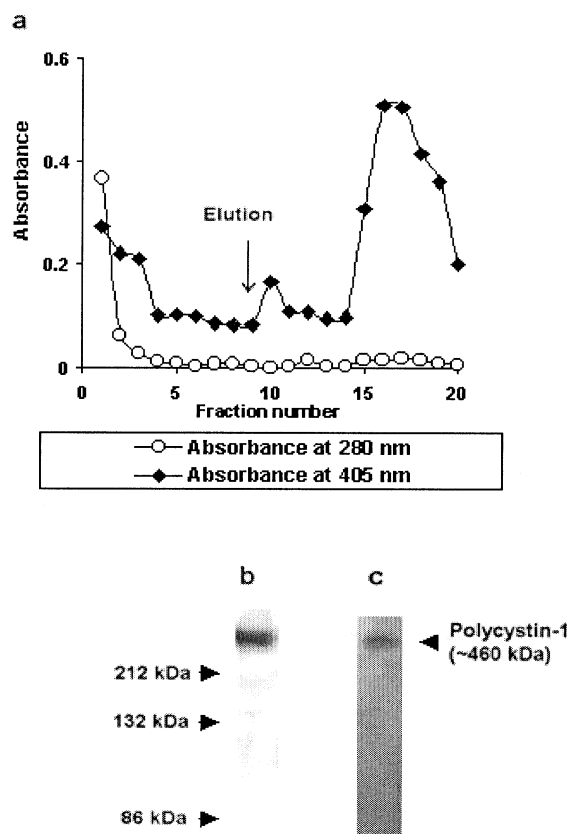 a
0.6
0.4
0.2
0
Absorbance
Elution
0 5 10 15 20
Fraction number
Absorbance at 280 nm
Absorbance at 405 nm
b c
Polycystin-1
(~460 kDa)
212 kDa
132 kDa
86 kDa